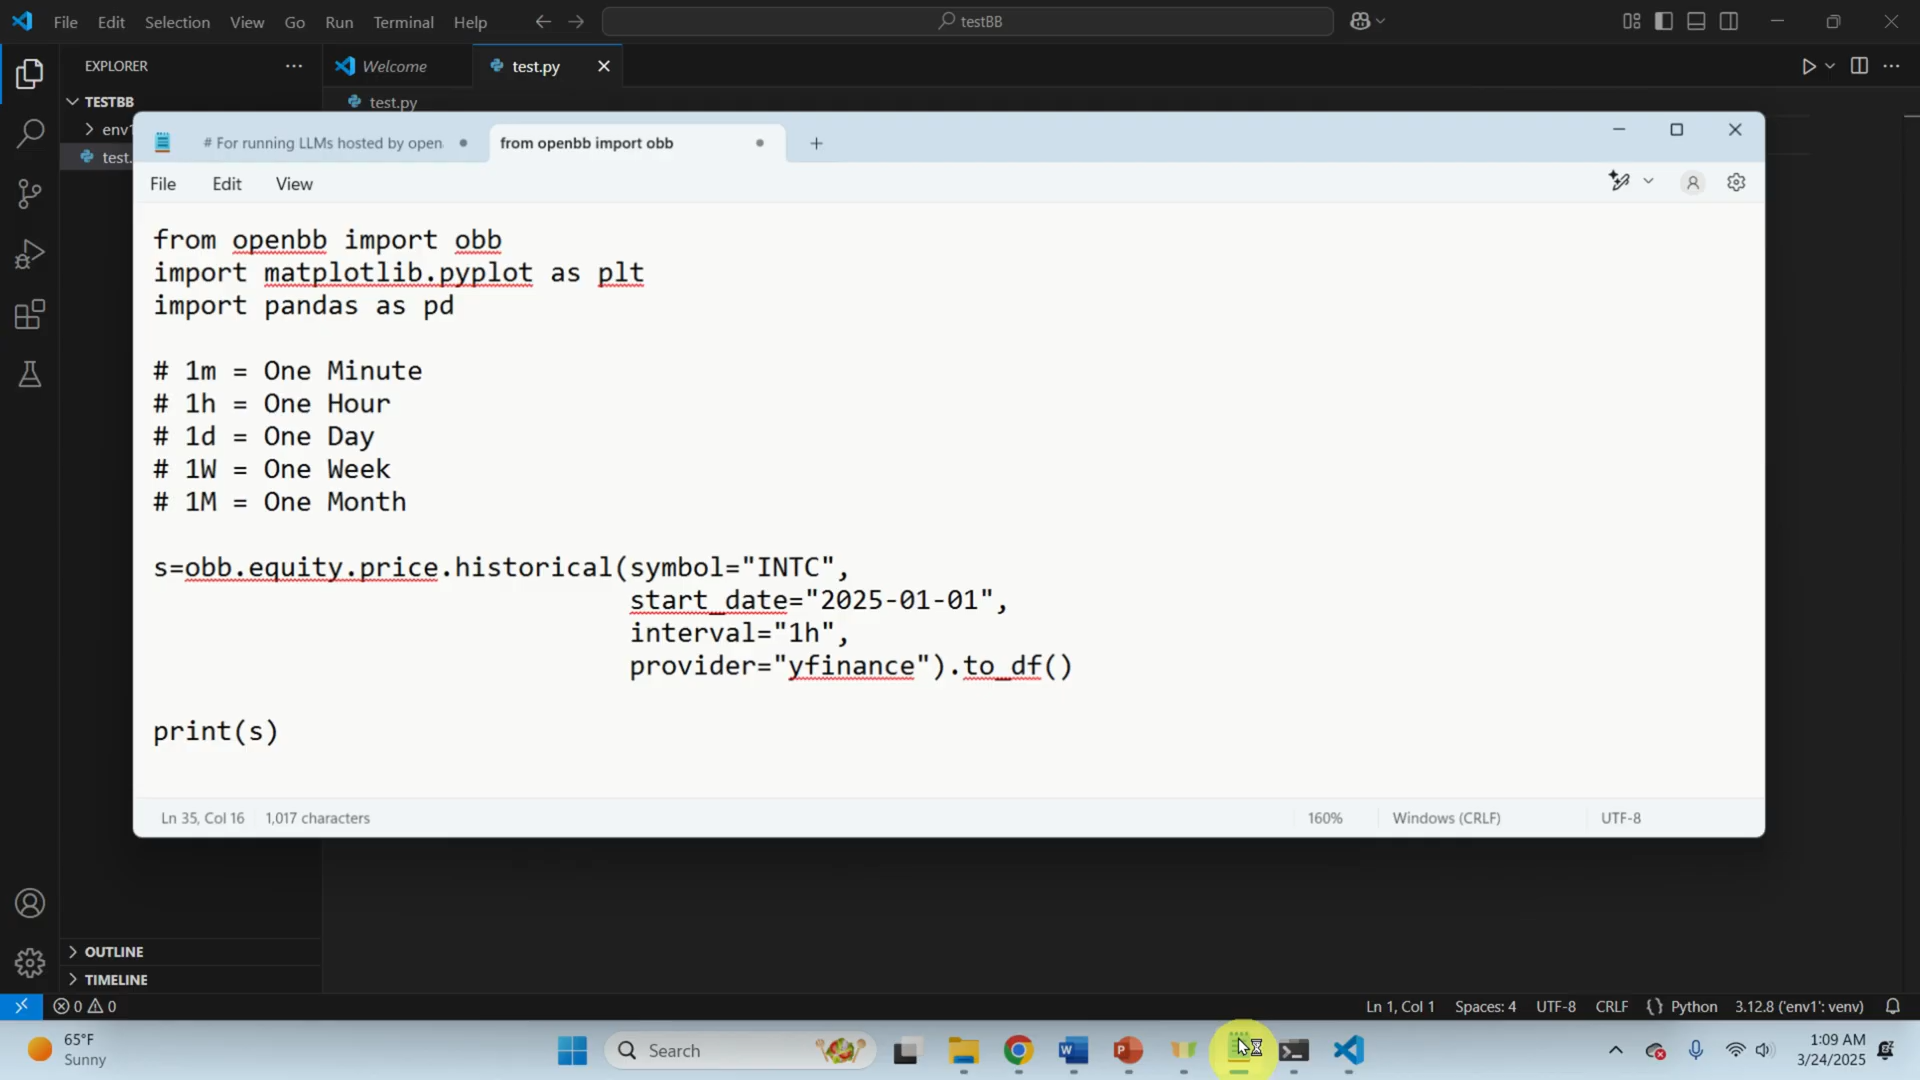 File Edit Selection View Go Run Terminal Help
testBB
EXPLORER
Welcome
test.py
TESTBB
test.py
env1
test.
# For running LLMs hosted by open
from openbb import obb
File Edit View
from openbb import obb
import matplotlib.pyplot as plt
import pandas as pd
# 1m = One Minute
# 1h = One Hour
# 1d = One Day
# 1W = One Week
# 1M = One Month
s=obb.equity.price.historical(symbol="INTC",
start_date="2025-01-01",
interval="1h",
provider="yfinance").to_df()
print(s)
Ln 35, Col 16 1,017 characters
160% Windows (CRLF) UTF-8
OUTLINE
TIMELINE
0 0
Ln 1, Col 1 Spaces: 4 UTF-8 CRLF {} Python 3.12.8 ('env1': venv)
65°F
Sunny
Search
1:09 AM
3/24/2025